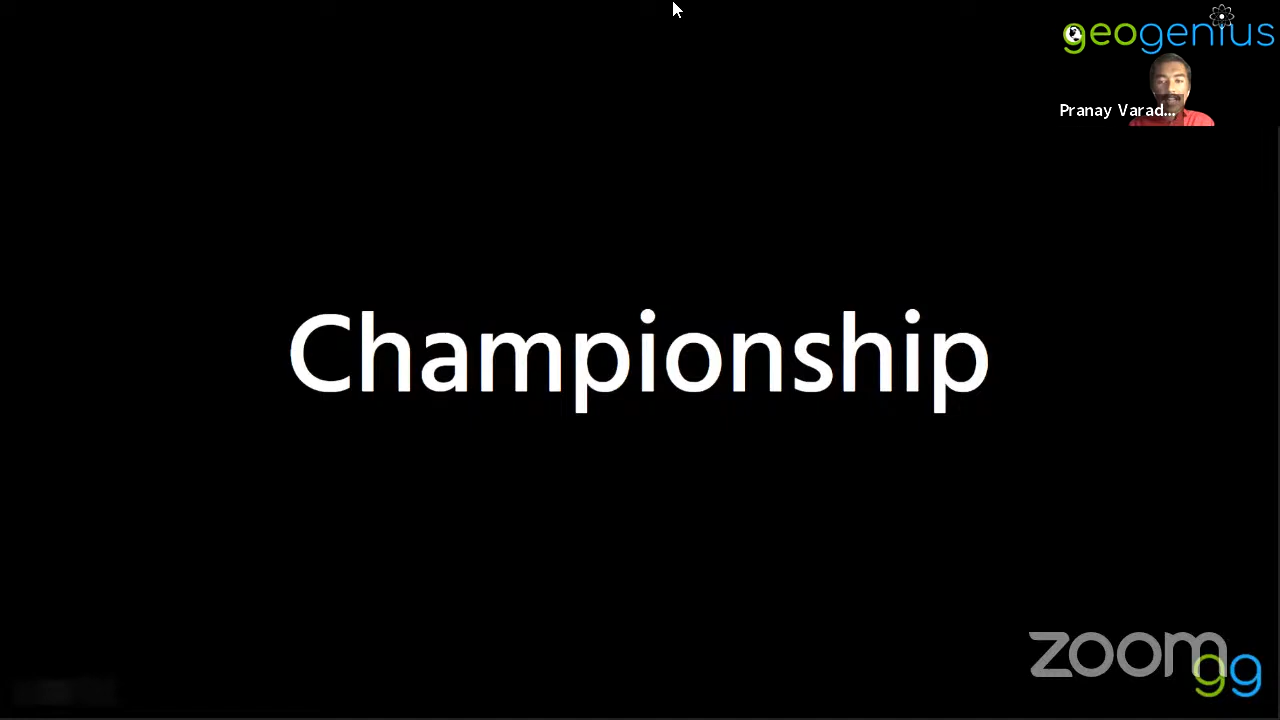 geogenius
Pranay Varad...
Championship
zoom
gg